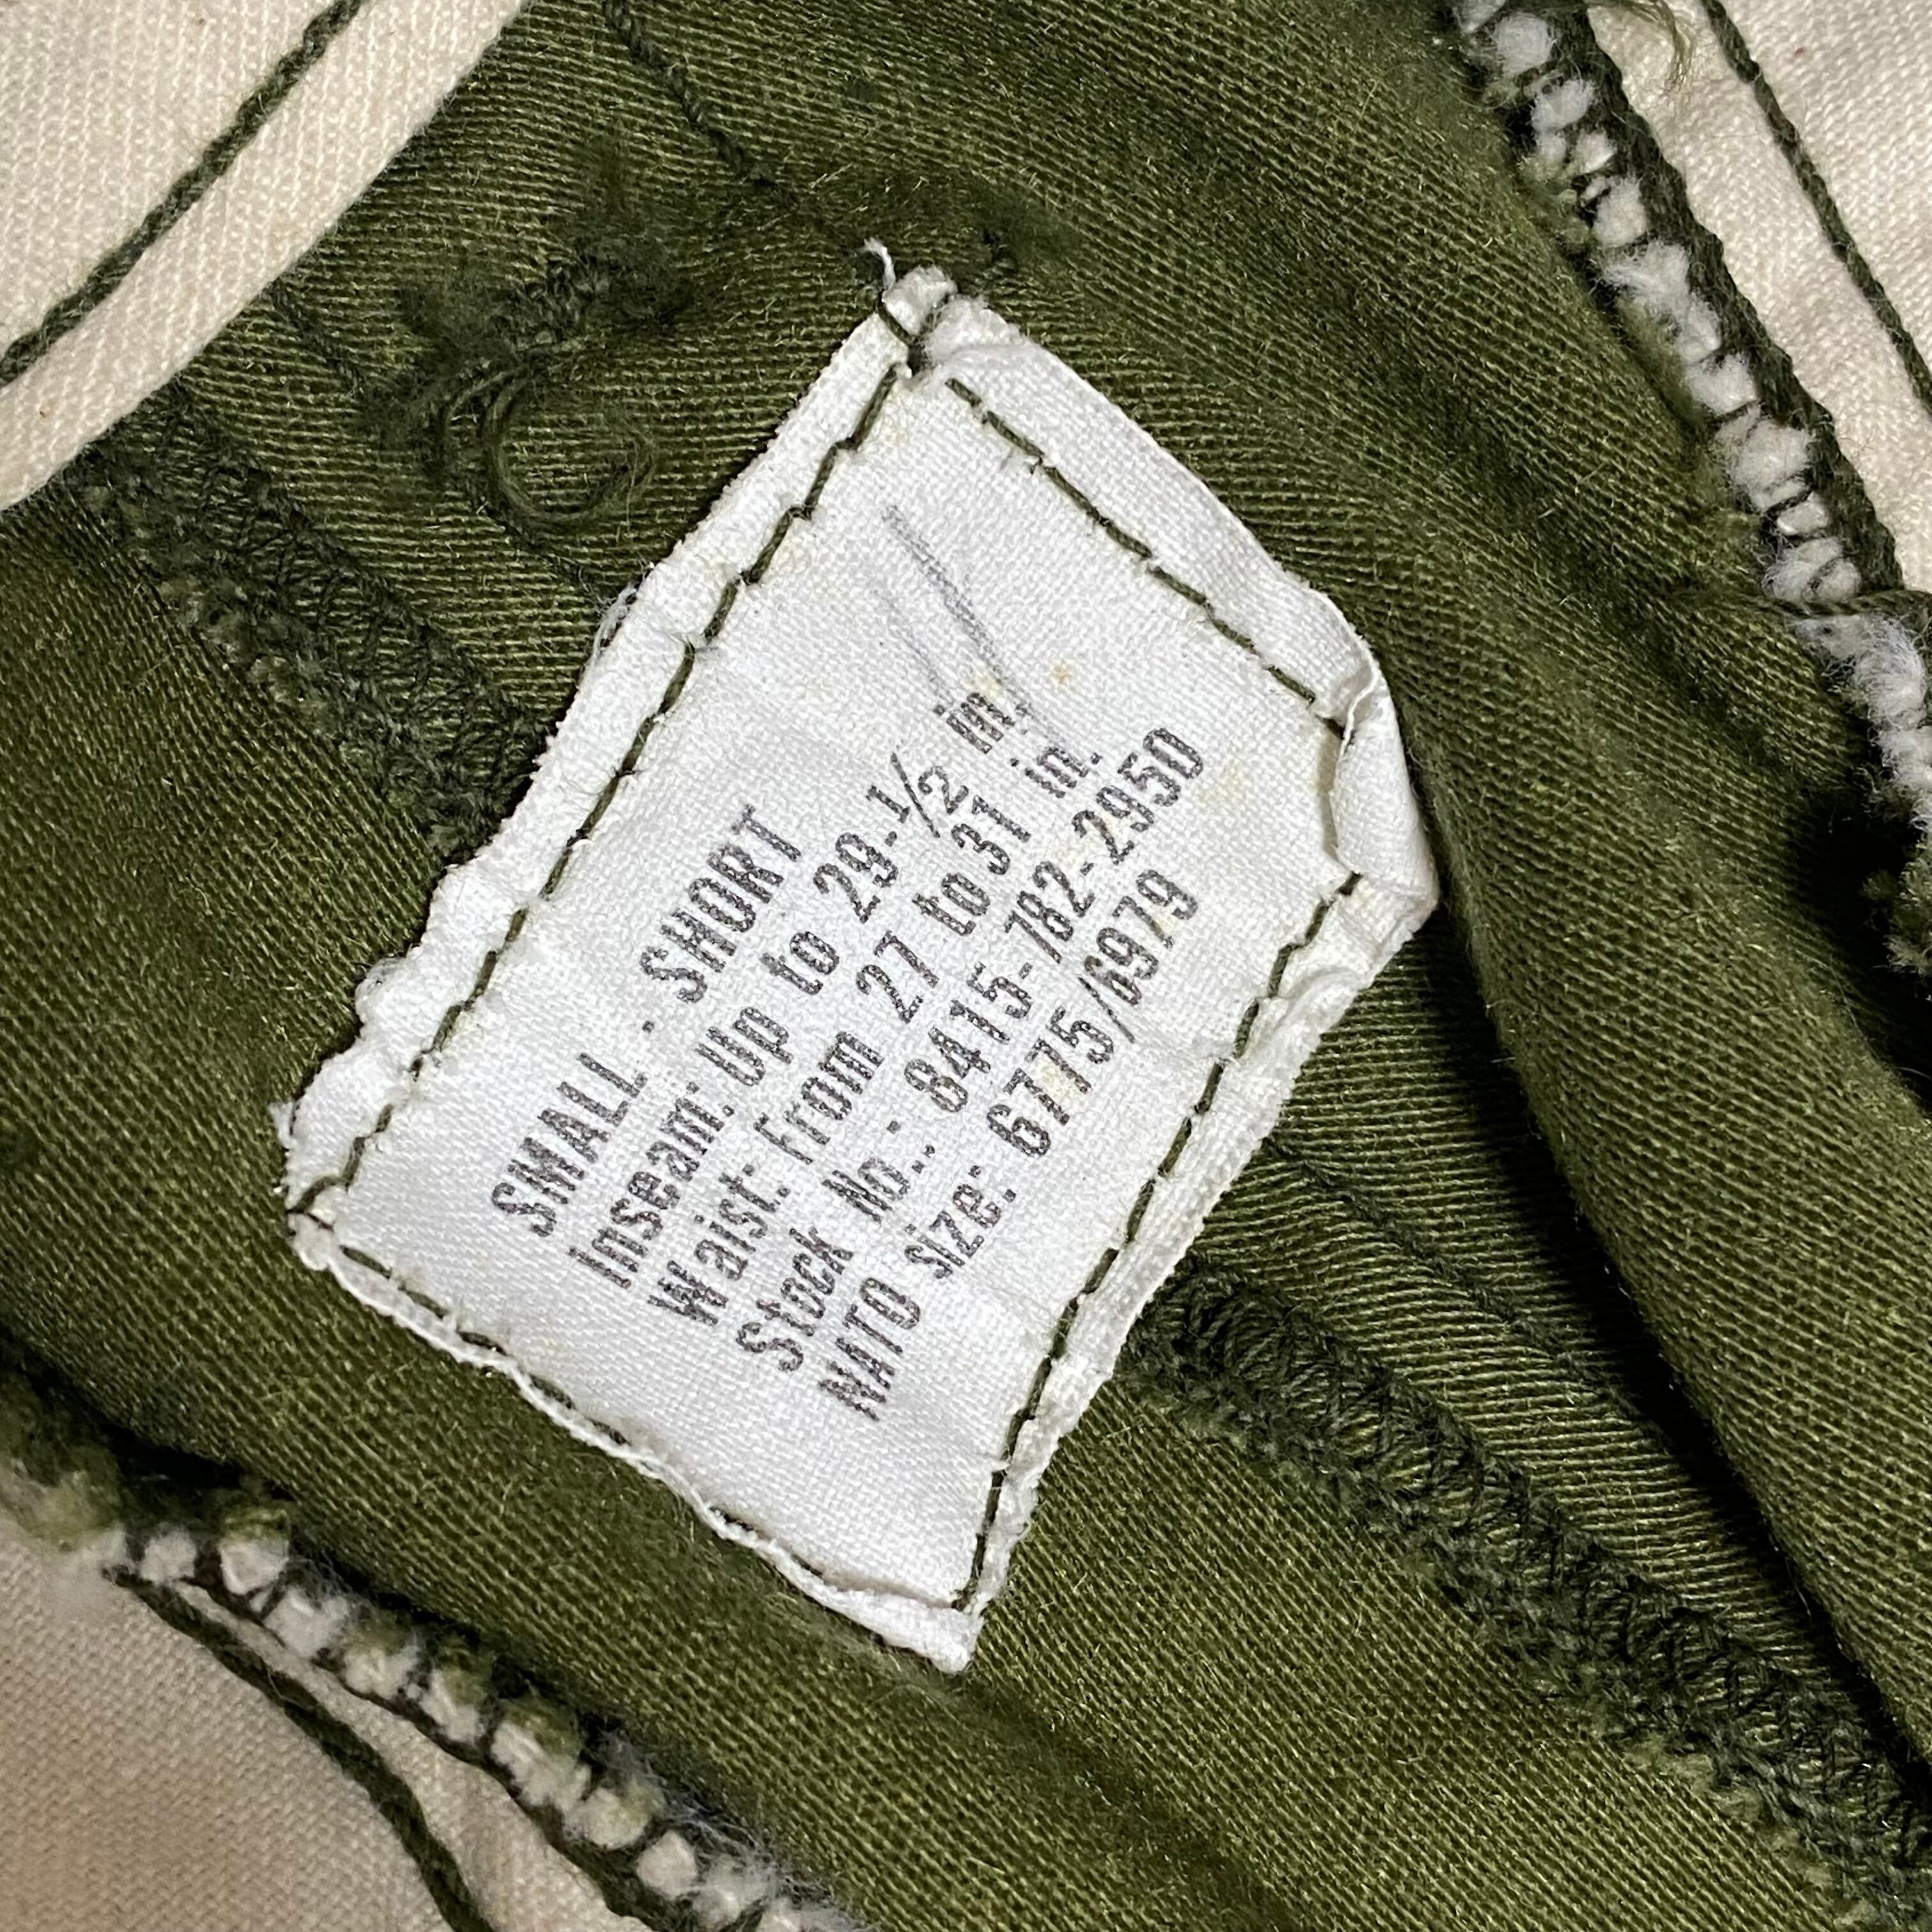 SMALL - SHORT
Inseam: Up to 29-1/2 in.
Waist: From 27 to 31 in.
Stock No.: 8415-782-2950
NATO size: 6775/6979